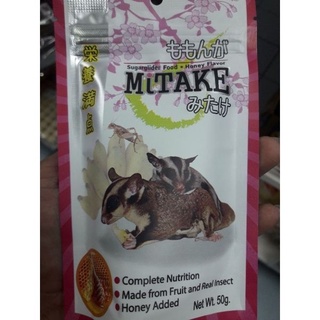 ももんが
Sugarglider Food • Honey Flavor
MiTAKE
みたけ
• Complete Nutrition
• Made from Fruit and Real Insect
• Honey Added
Net Wt. 50g.